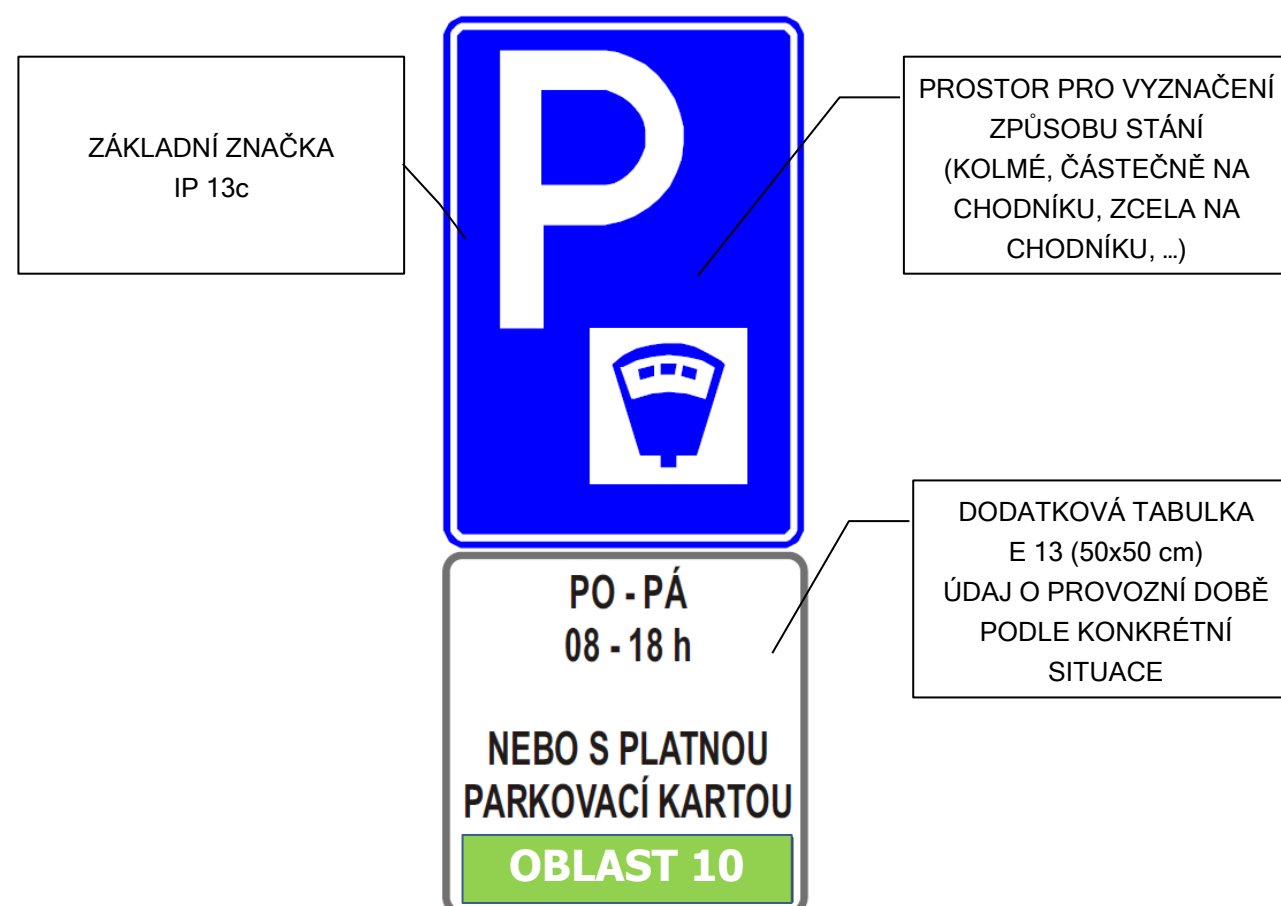 ZÁKLADNÍ ZNAČKA
IP 13c
P
PROSTOR PRO VYZNAČENÍ
ZPŮSOBU STÁNÍ
(KOLMÉ, ČÁSTEČNĚ NA
CHODNÍKU, ZCELA NA
CHODNÍKU, ...)
DODATKOVÁ TABULKA
E 13 (50x50 cm)
ÚDAJ O PROVOZNÍ DOBĚ
PODLE KONKRÉTNÍ
SITUACE
PO - PÁ
08 - 18 h
NEBO S PLATNOU
PARKOVACÍ KARTOU
OBLAST 10